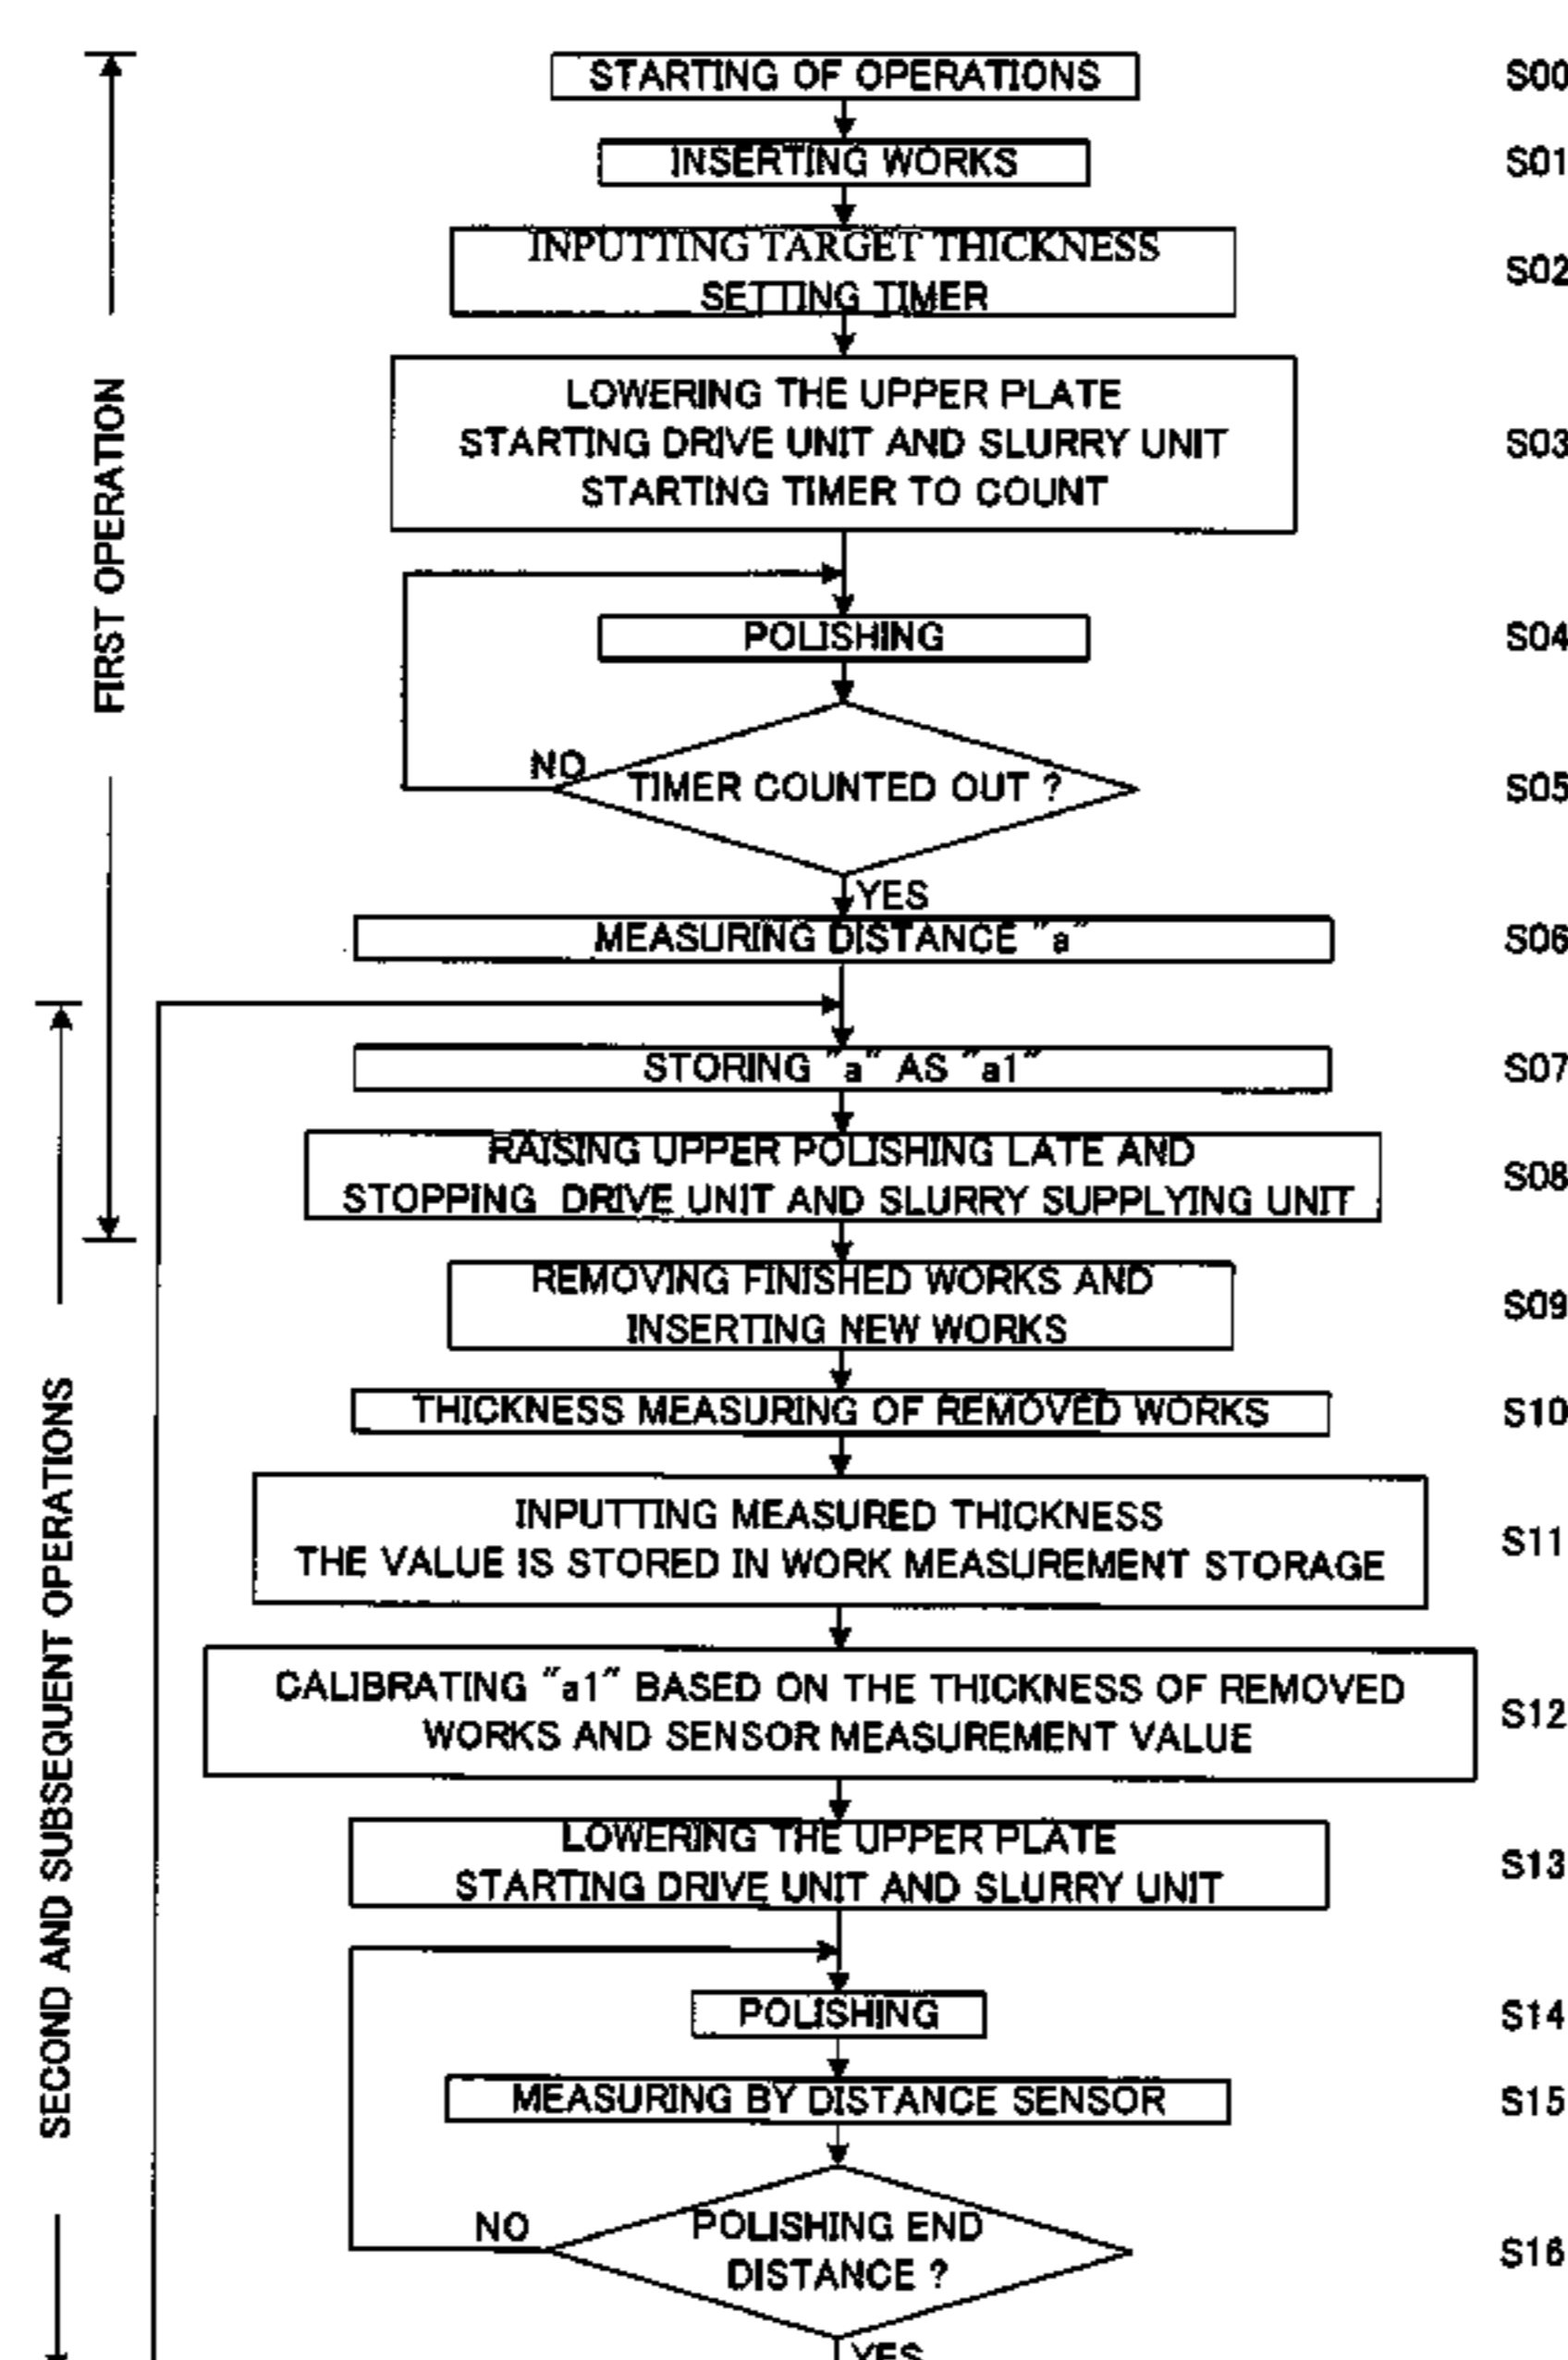 STARTING OF OPERATIONS
S00
INSERTING WORKS
S01
INPUTTING TARGET THICKNESS
SETTING TIMER
S02
LOWERING THE UPPER PLATE
STARTING DRIVE UNIT AND SLURRY UNIT
STARTING TIMER TO COUNT
S03
FIRST OPERATION
POLISHING
S04
NO
TIMER COUNTED OUT ?
S05
YES
MEASURING DISTANCE "a"
S06
STORING "a" AS "a1"
S07
RAISING UPPER POLISHING LATE AND
STOPPING DRIVE UNIT AND SLURRY SUPPLYING UNIT
S08
REMOVING FINISHED WORKS AND
INSERTING NEW WORKS
S09
THICKNESS MEASURING OF REMOVED WORKS
S10
INPUTTING MEASURED THICKNESS
THE VALUE IS STORED IN WORK MEASUREMENT STORAGE
S11
CALIBRATING "a1" BASED ON THE THICKNESS OF REMOVED
WORKS AND SENSOR MEASUREMENT VALUE
S12
SECOND AND SUBSEQUENT OPERATIONS
LOWERING THE UPPER PLATE
STARTING DRIVE UNIT AND SLURRY UNIT
S13
POLISHING
S14
MEASURING BY DISTANCE SENSOR
S15
NO
POLISHING END
DISTANCE ?
S16
YES